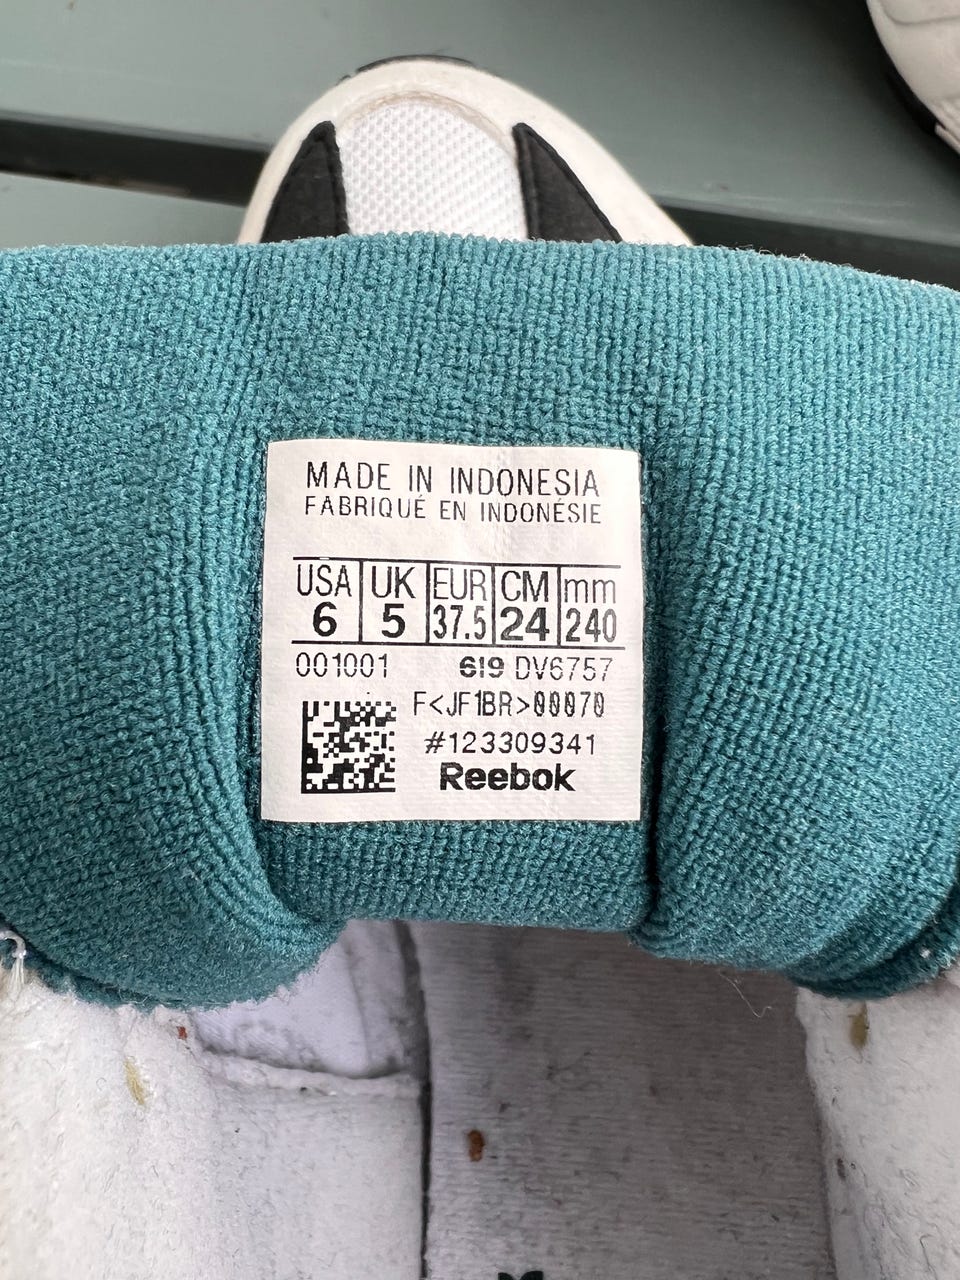 MADE IN INDONESIA
FABRIQUÉ EN INDONÉSIE
USA UK EUR CM mm
6 5 37.5 24 240
001001 619 DV6757
F<JF1BR>00070
#123309341
Reebok